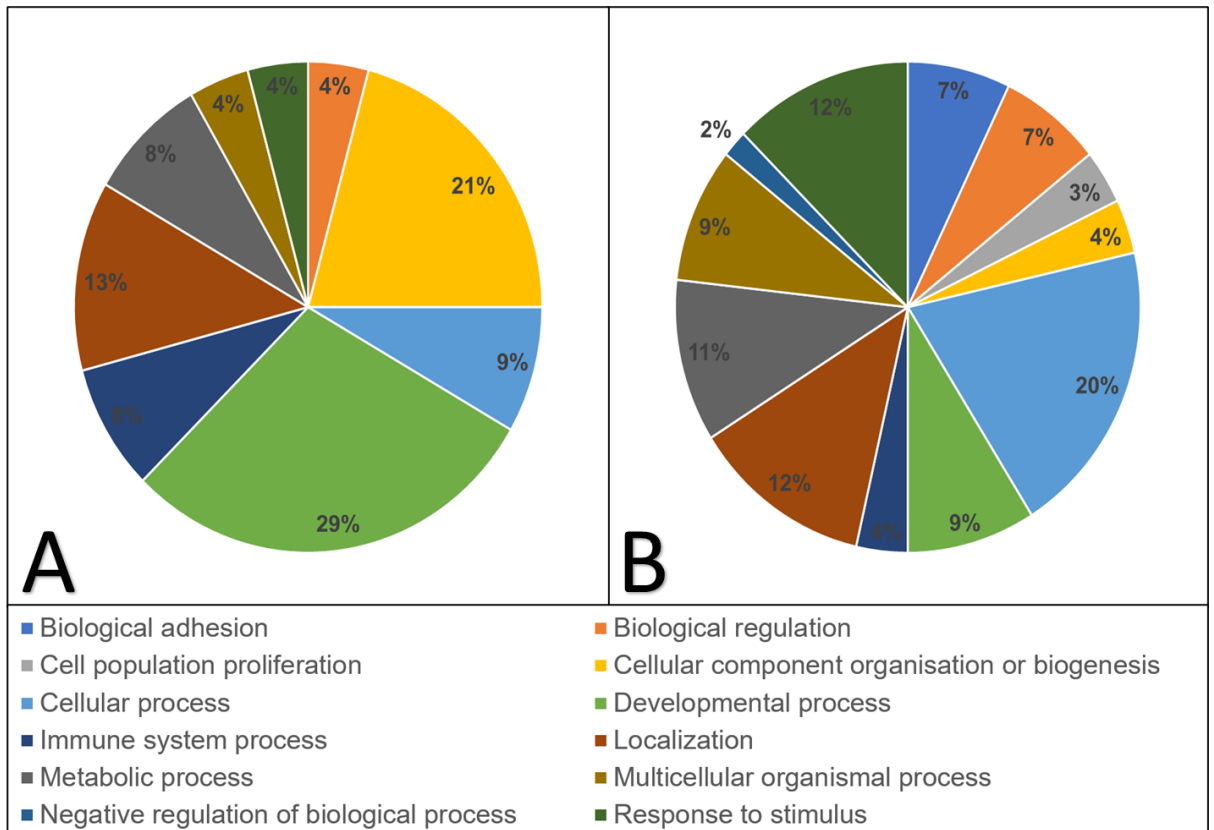 4% 4% 4% 21% 8% 13% 9% 8% 29%
A
12% 7% 2% 7% 3% 9% 4% 11% 20% 12% 4% 9%
B
Biological adhesion
Biological regulation
Cell population proliferation
Cellular component organisation or biogenesis
Cellular process
Developmental process
Immune system process
Localization
Metabolic process
Multicellular organismal process
Negative regulation of biological process
Response to stimulus